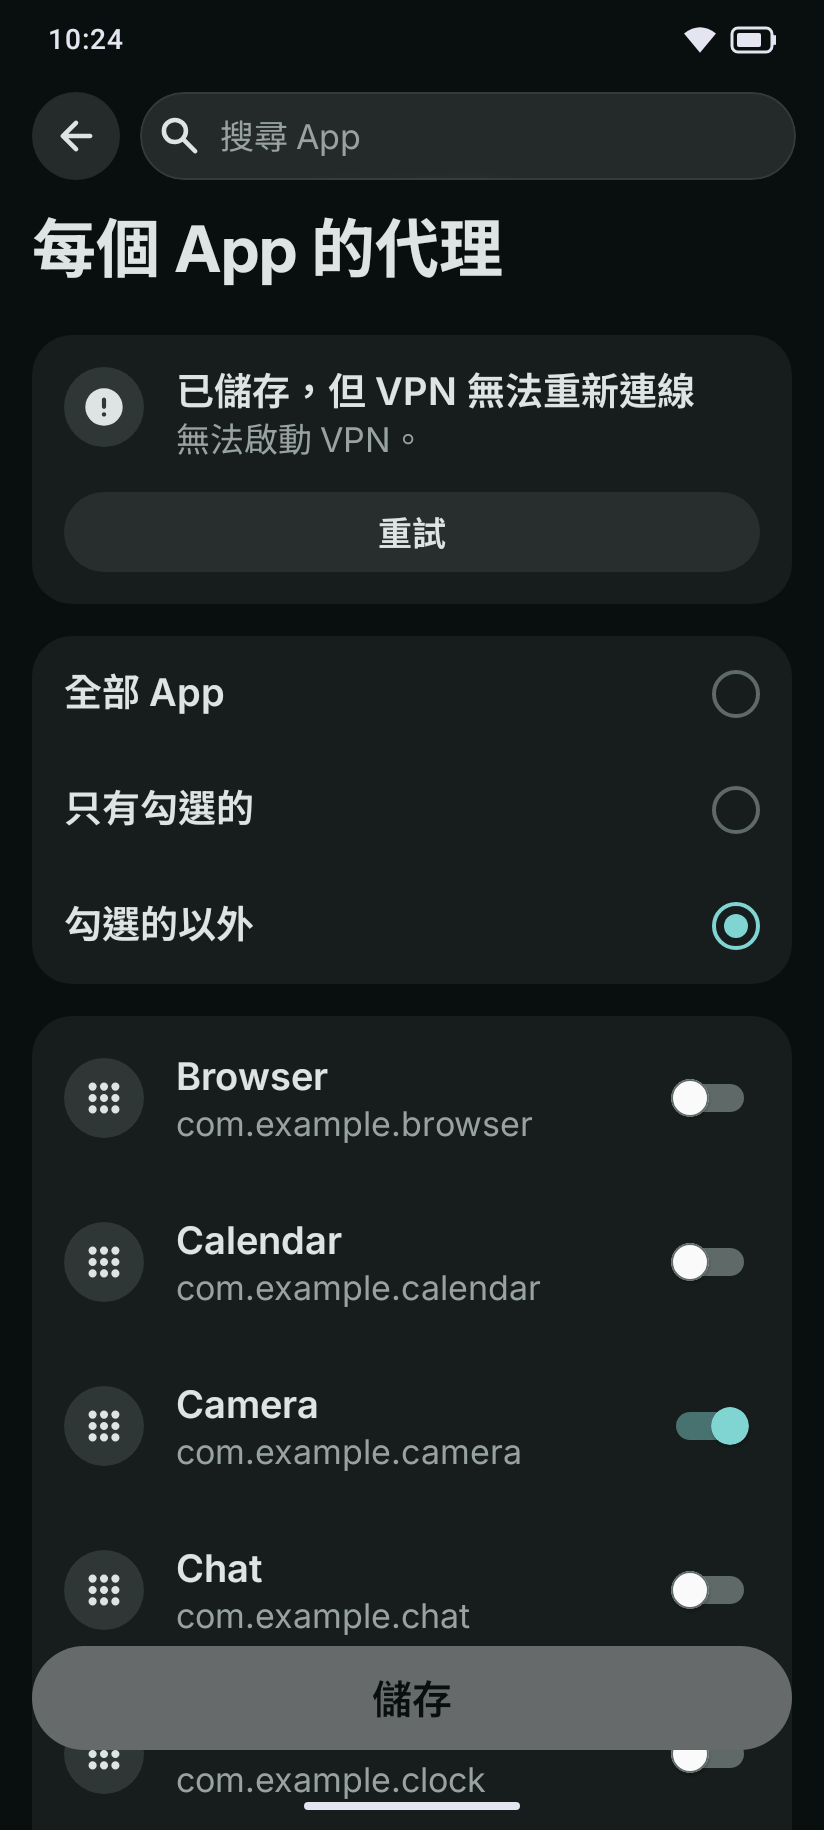 10:24
搜尋 App
每個 App 的代理
已儲存，但 VPN 無法重新連線
無法啟動 VPN。
重試
全部 App
只有勾選的
勾選的以外
Browser
com.example.browser
Calendar
com.example.calendar
Camera
com.example.camera
Chat
com.example.chat
儲存
com.example.clock